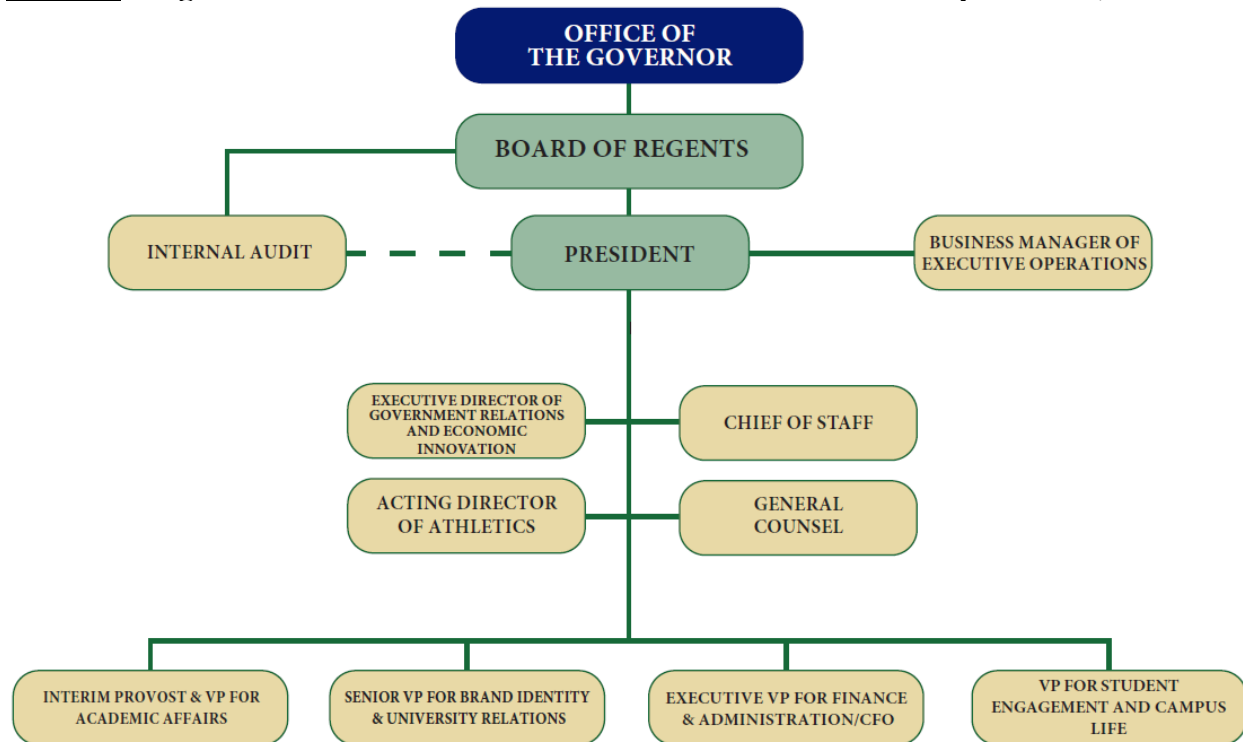 OFFICE OF
THE GOVERNOR
BOARD OF REGENTS
INTERNAL AUDIT
PRESIDENT
BUSINESS MANAGER OF
EXECUTIVE OPERATIONS
EXECUTIVE DIRECTOR OF
GOVERNMENT RELATIONS
AND ECONOMIC
INNOVATION
CHIEF OF STAFF
ACTING DIRECTOR
OF ATHLETICS
GENERAL
COUNSEL
INTERIM PROVOST & VP FOR
ACADEMIC AFFAIRS
SENIOR VP FOR BRAND IDENTITY
& UNIVERSITY RELATIONS
EXECUTIVE VP FOR FINANCE
& ADMINISTRATION/CFO
VP FOR STUDENT
ENGAGEMENT AND CAMPUS
LIFE